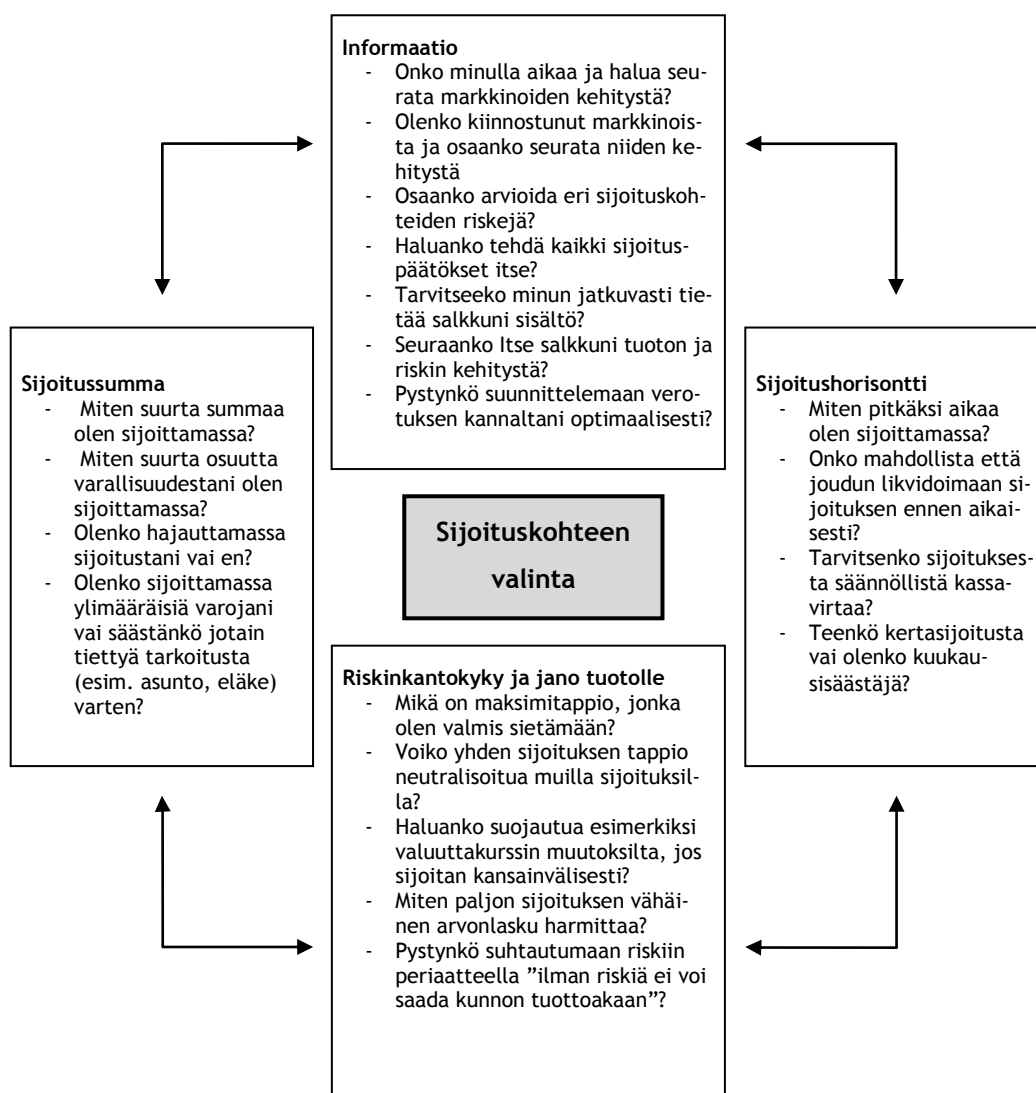 Informaatio
- Onko minulla aikaa ja halua seu-
rata markkinoiden kehitystä?
- Olenko kiinnostunut markkinois-
ta ja osaanko seurata niiden ke-
hitystä
- Osaanko arvioida eri sijoituskoh-
teiden riskejä?
- Haluanko tehdä kaikki sijoitus-
päätökset itse?
- Tarvitseeko minun jatkuvasti tie-
tää salkkuni sisältö?
- Seuraanko Itse salkkuni tuoton ja
riskin kehitystä?
- Pystynkö suunnittelemaan vero-
tuksen kannaltani optimaalisesti?
Sijoitussumma
- Miten suurta summaa
olen sijoittamassa?
- Miten suurta osuutta
varallisuudestani olen
sijoittamassa?
- Olenko hajauttamassa
sijoitustani vai en?
- Olenko sijoittamassa
ylimääräisiä varojani
vai säästänkö jotain
tiettyä tarkoitusta
(esim. asunto, eläke)
varten?
Sijoituskohteen
valinta
Sijoitushorisontti
- Miten pitkäksi aikaa
olen sijoittamassa?
- Onko mahdollista että
joudun likvidoimaan si-
joituksen ennen aikai-
sesti?
- Tarvitsenko sijoitukses-
ta säännöllistä kassa-
virtaa?
- Teenkö kertasijoitusta
vai olenko kuukau-
sisäästäjä?
Riskinkantokyky ja jano tuotolle
- Mikä on maksimitappio, jonka
olen valmis sietämään?
- Voiko yhden sijoituksen tappio
neutralisoitua muilla sijoituksil-
la?
- Haluanko suojautua esimerkiksi
valuuttakurssin muutoksilta, jos
sijoitan kansainvälisesti?
- Miten paljon sijoituksen vähäi-
nen arvonlasku harmittaa?
- Pystynkö suhtautumaan riskiin
periaatteella ”ilman riskiä ei voi
saada kunnon tuottoakaan”?